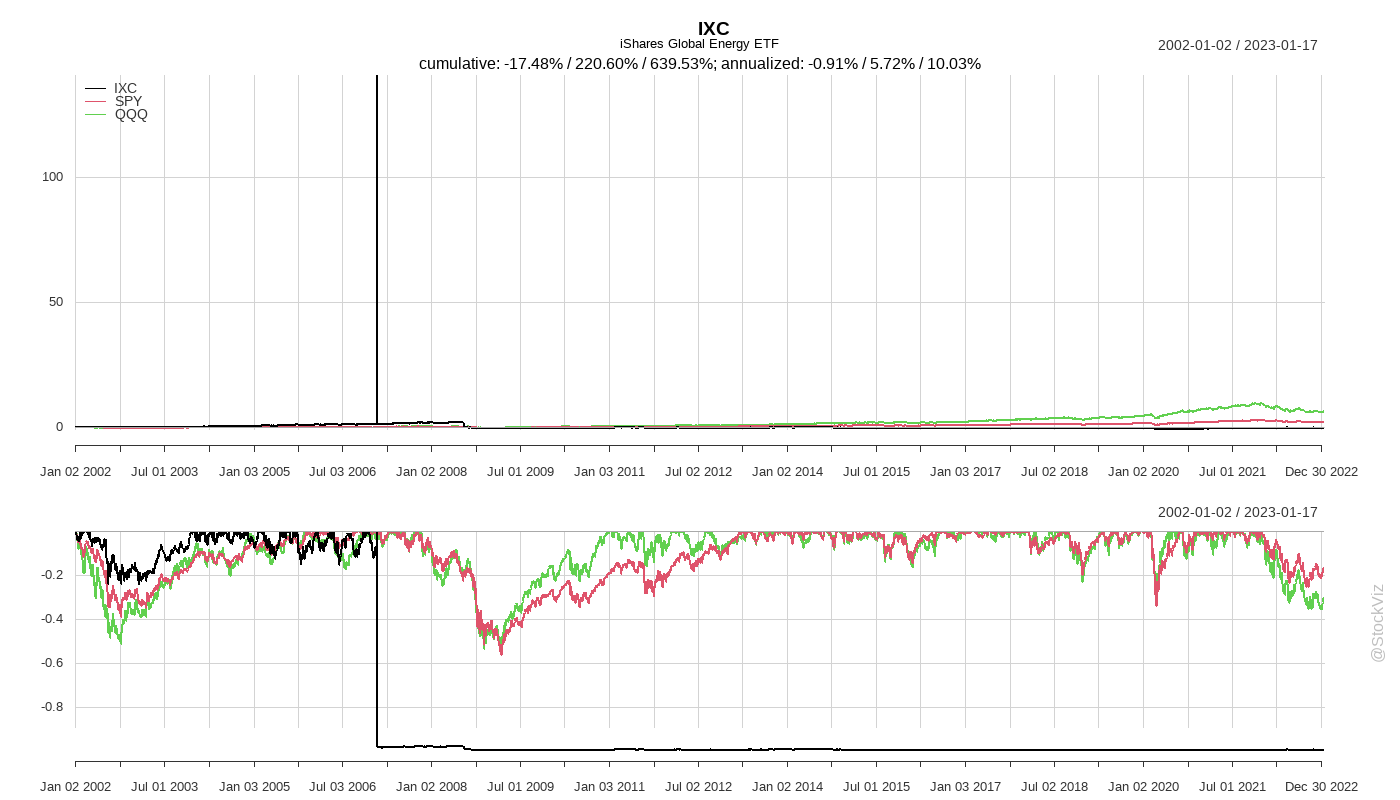 IXC
iShares Global Energy ETF
2002-01-02 / 2023-01-17
cumulative: -17.48% / 220.60% / 639.53%; annualized: -0.91% / 5.72% / 10.03%
IXC
SPY
QQQ
100
50
0
Jan 02 2002 Jul 01 2003 Jan 03 2005 Jul 03 2006 Jan 02 2008 Jul 01 2009 Jan 03 2011 Jul 02 2012 Jan 02 2014 Jul 01 2015 Jan 03 2017 Jul 02 2018 Jan 02 2020 Jul 01 2021 Dec 30 2022
2002-01-02 / 2023-01-17
-0.2
-0.4
-0.6
-0.8
Jan 02 2002 Jul 01 2003 Jan 03 2005 Jul 03 2006 Jan 02 2008 Jul 01 2009 Jan 03 2011 Jul 02 2012 Jan 02 2014 Jul 01 2015 Jan 03 2017 Jul 02 2018 Jan 02 2020 Jul 01 2021 Dec 30 2022
@StockViz